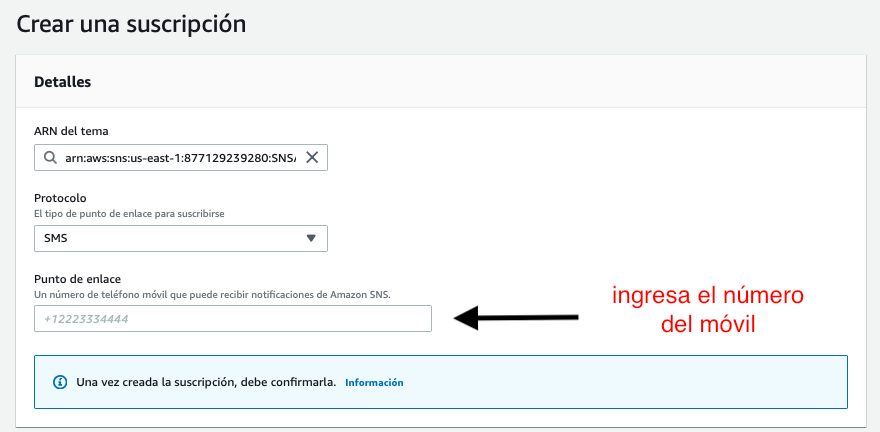 Crear una suscripción
Detalles
ARN del tema
arn:aws:sns:us-east-1:877129239280:SNSA
Protocolo
El tipo de punto de enlace para suscribirse
SMS
Punto de enlace
Un número de teléfono móvil que puede recibir notificaciones de Amazon SNS.
+12223334444
ingresa el número
del móvil
Una vez creada la suscripción, debe confirmarla. Información